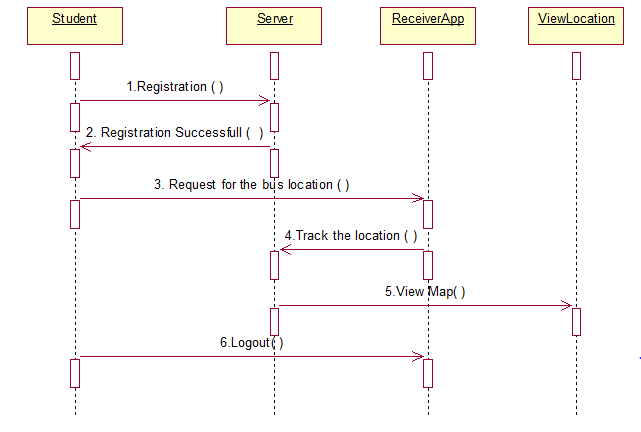 Student Server ReceiverApp ViewLocation
1.Registration ( )
2. Registration Successfull (  )
3. Request for the bus location ( )
4.Track the location ( )
5.View Map( )
6.Logout( )